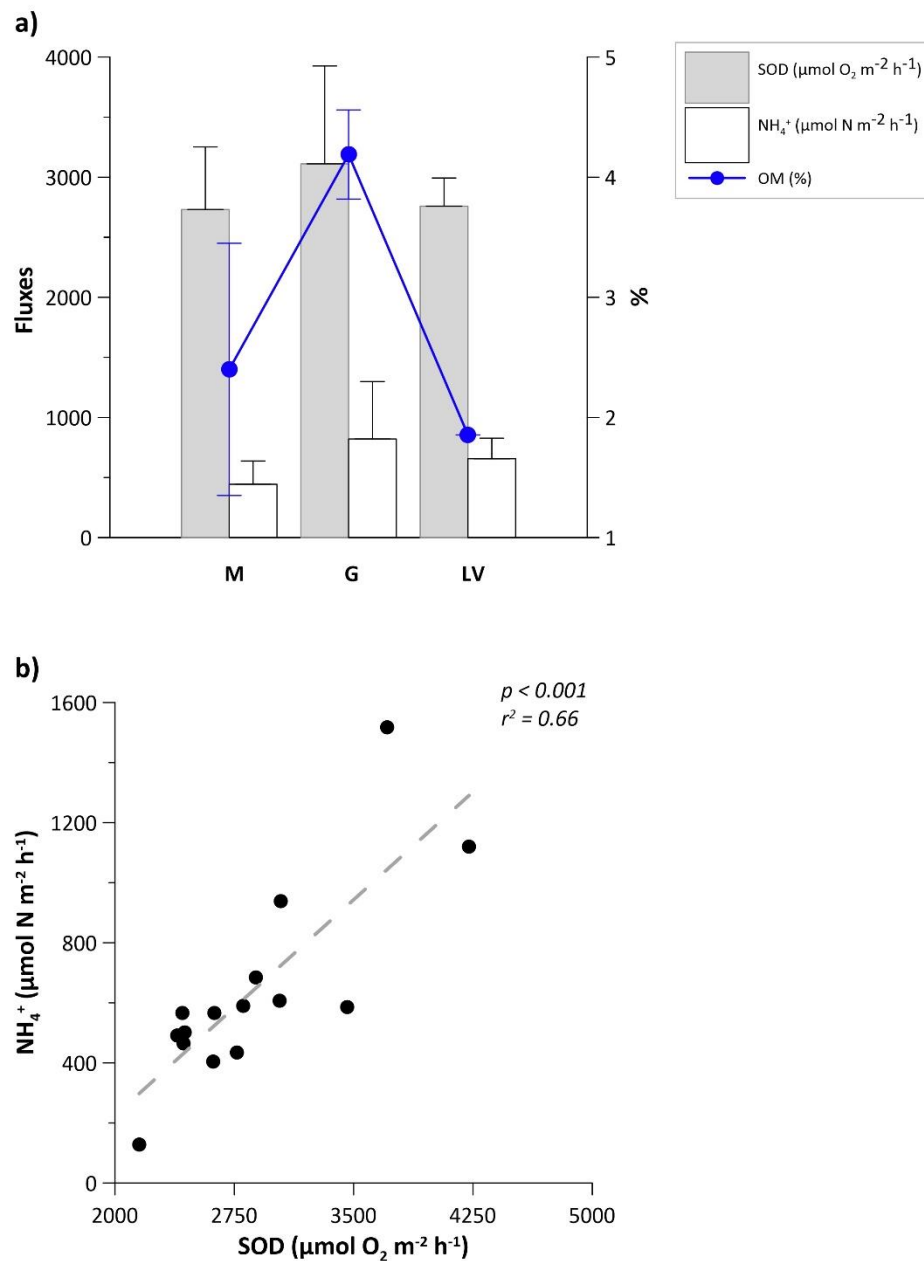 a)
4000
3000
2000
1000
0
Fluxes
5
4
3
2
1
%
M G LV
SOD (µmol O₂ m⁻² h⁻¹)
NH₄⁺ (µmol N m⁻² h⁻¹)
OM (%)
b)
p < 0.001
r² = 0.66
1600
1200
800
400
0
NH₄⁺ (µmol N m⁻² h⁻¹)
2000 2750 3500 4250 5000
SOD (µmol O₂ m⁻² h⁻¹)